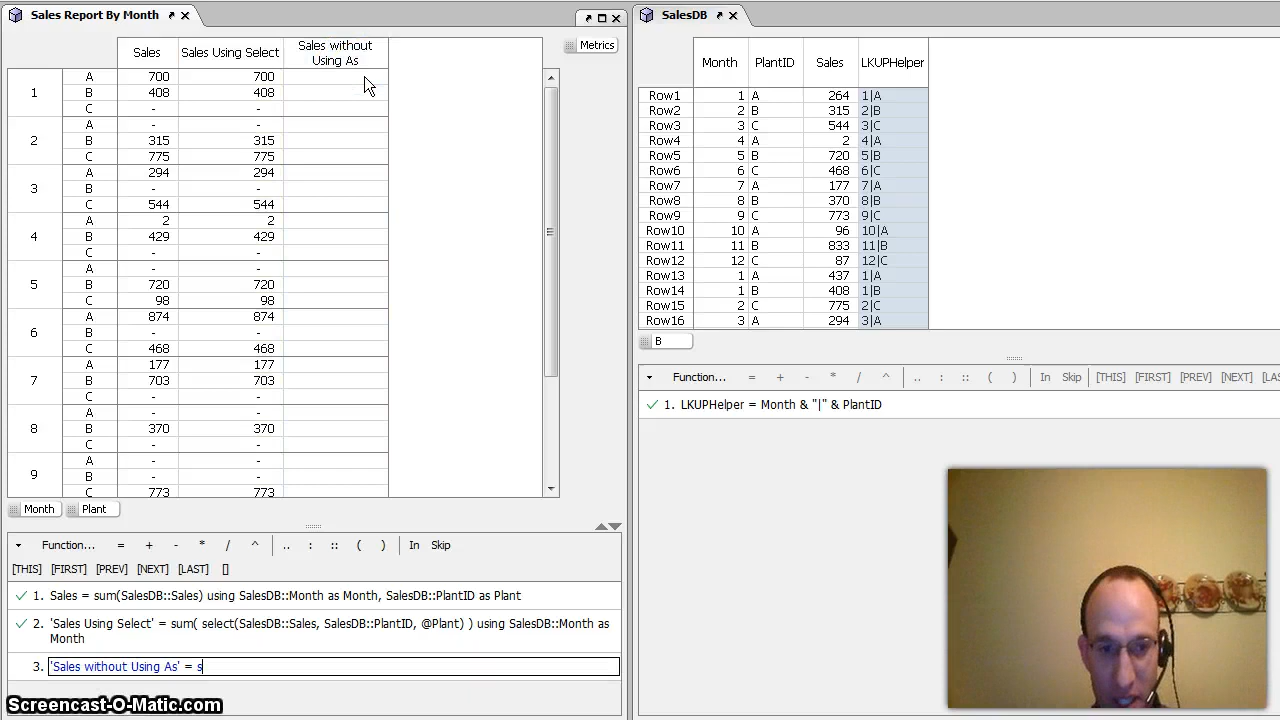 Sales Report By Month
Sales Sales Using Select Sales without
Using As
Metrics
1 A 700 700
B 408 408
C - -
2 A - -
B 315 315
C 775 775
3 A 294 294
B - -
C 544 544
4 A 2 2
B 429 429
C - -
5 A - -
B 720 720
C 98 98
6 A 874 874
B - -
C 468 468
7 A 177 177
B 703 703
C - -
8 A - -
B 370 370
C - -
9 A - -
B - -
C 773 773
Month Plant
Function... = + - * / ^ .. : :: ( ) In Skip
[THIS] [FIRST] [PREV] [NEXT] [LAST] []
1. Sales = sum(SalesDB::Sales) using SalesDB::Month as Month, SalesDB::PlantID as Plant
2. 'Sales Using Select' = sum( select(SalesDB::Sales, SalesDB::PlantID, @Plant) ) using SalesDB::Month as
Month
3. 'Sales without Using As' = s
Screencast-O-Matic.com
SalesDB
Month PlantID Sales LKUPHelper
Row1 1 A 264 1|A
Row2 2 B 315 2|B
Row3 3 C 544 3|C
Row4 4 A 2 4|A
Row5 5 B 720 5|B
Row6 6 C 468 6|C
Row7 7 A 177 7|A
Row8 8 B 370 8|B
Row9 9 C 773 9|C
Row10 10 A 96 10|A
Row11 11 B 833 11|B
Row12 12 C 87 12|C
Row13 1 A 437 1|A
Row14 1 B 408 1|B
Row15 2 C 775 2|C
Row16 3 A 294 3|A
B
Function... = + - * / ^ .. : :: ( ) In Skip [THIS] [FIRST] [PREV] [NEXT] [LAS
1. LKUPHelper = Month & "|" & PlantID